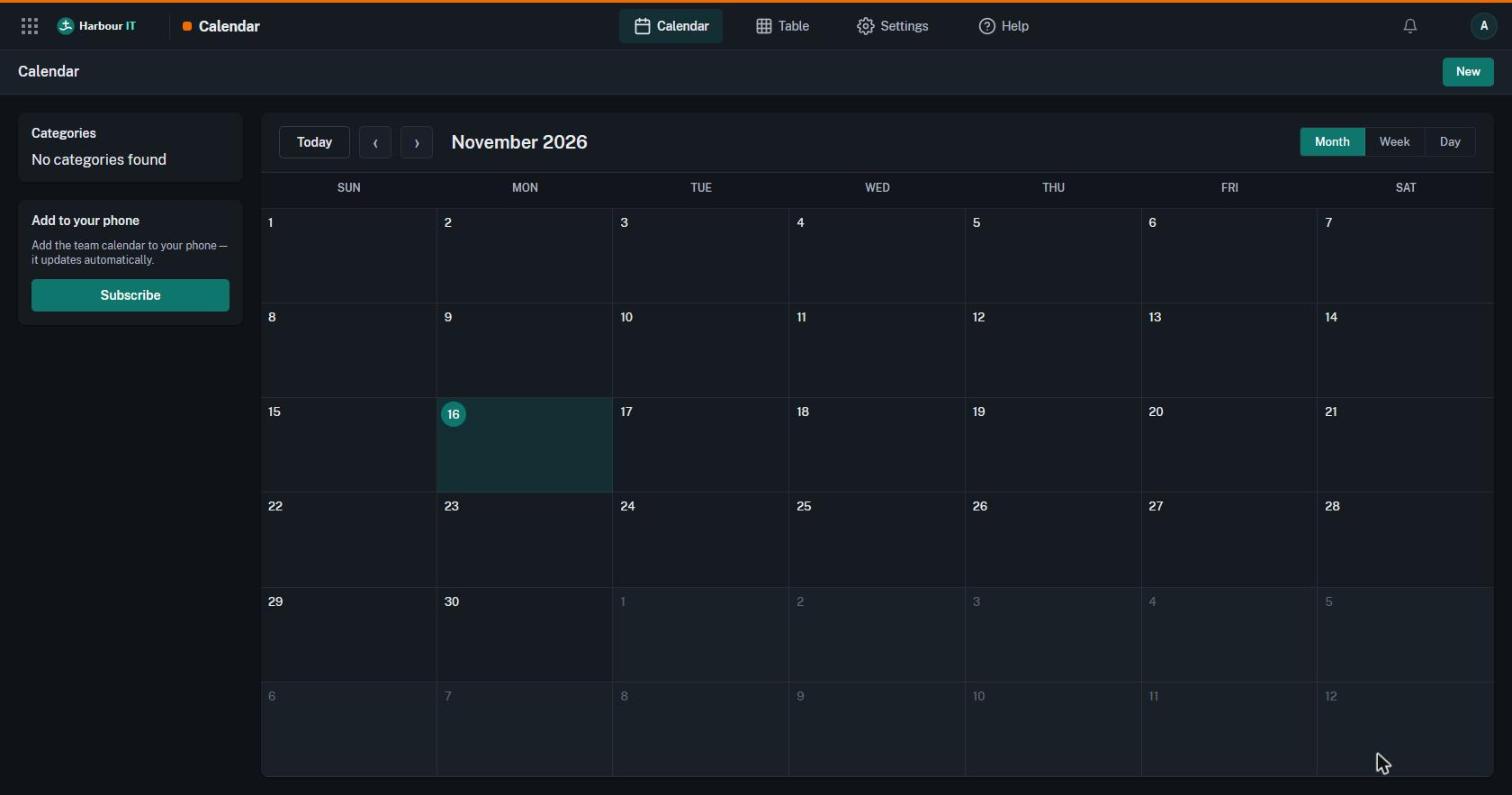 Harbour IT
Calendar
Calendar
Table
Settings
Help
A
Calendar
New
Categories
No categories found
Add to your phone
Add the team calendar to your phone —
it updates automatically.
Subscribe
Today
‹
›
November 2026
Month
Week
Day
SUN MON TUE WED THU FRI SAT
1 2 3 4 5 6 7
8 9 10 11 12 13 14
15 16 17 18 19 20 21
22 23 24 25 26 27 28
29 30 1 2 3 4 5
6 7 8 9 10 11 12